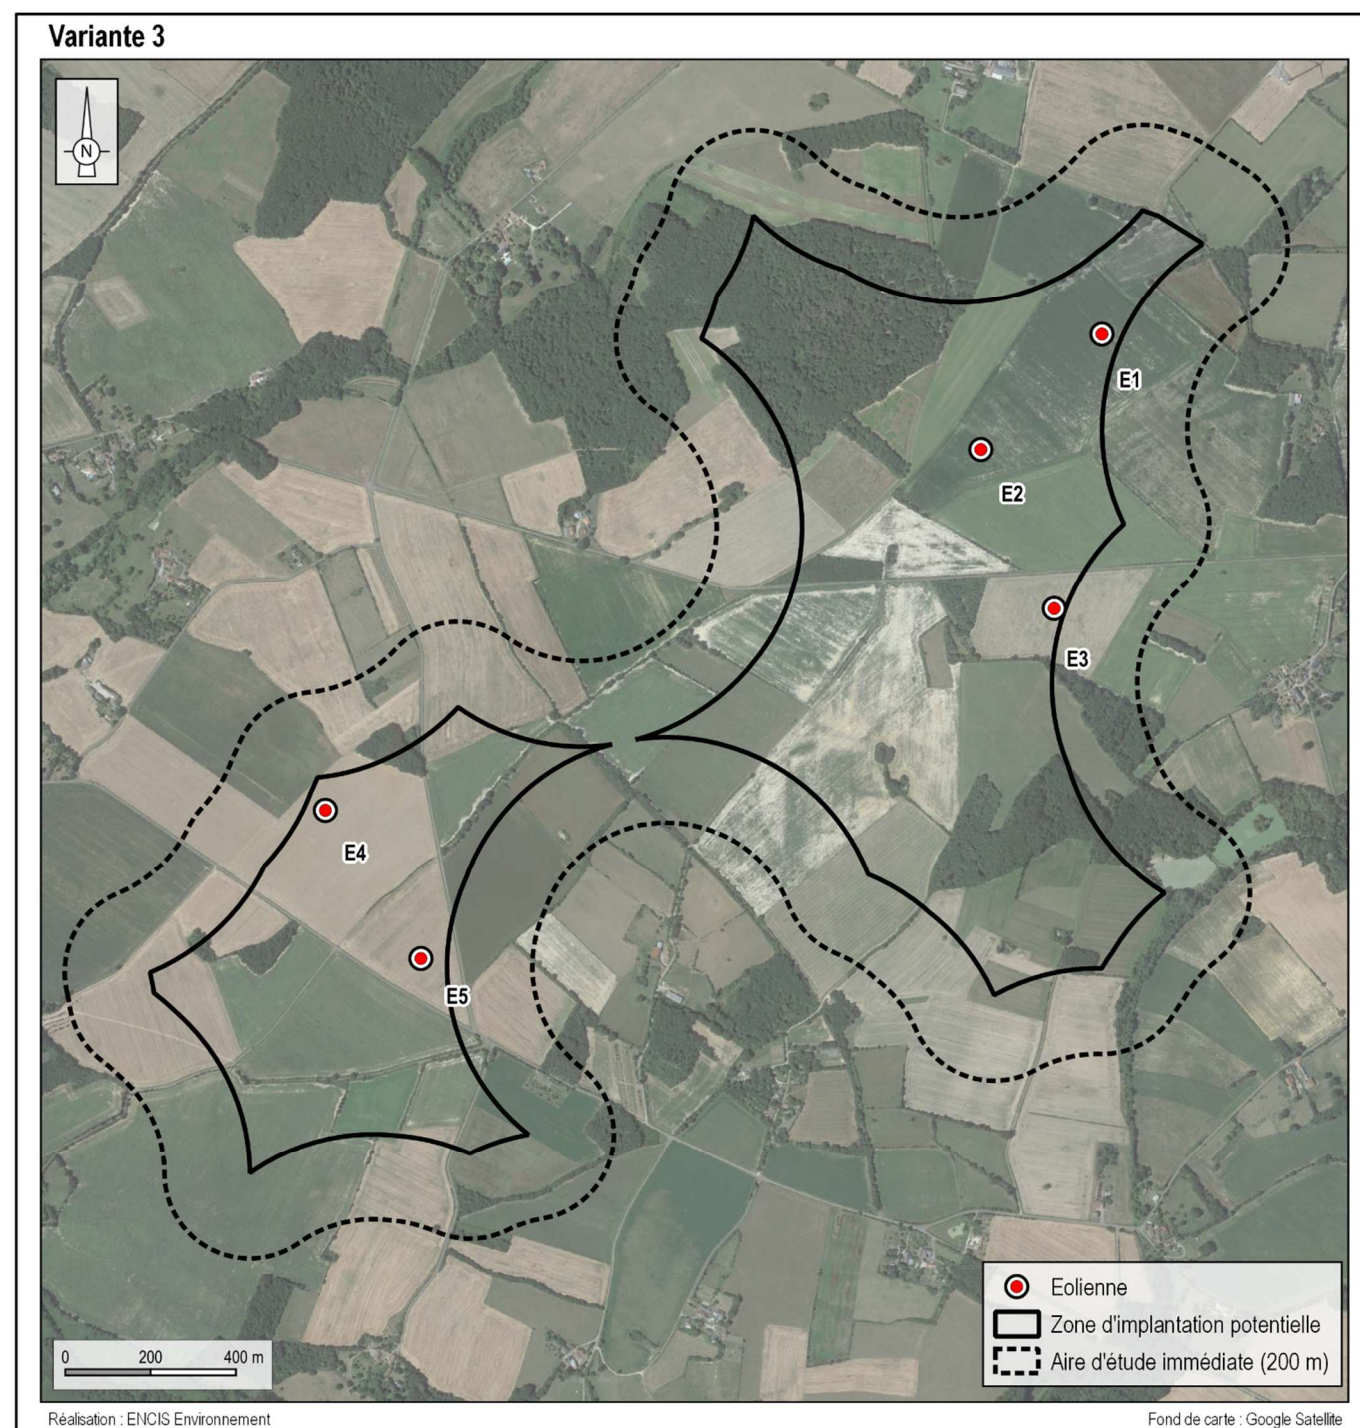 Variante 3
N
E1
E2
E3
E4
E5
Eolienne
Zone d'implantation potentielle
Aire d'étude immédiate (200 m)
0 200 400 m
Réalisation : ENCIS Environnement
Fond de carte : Google Satellite